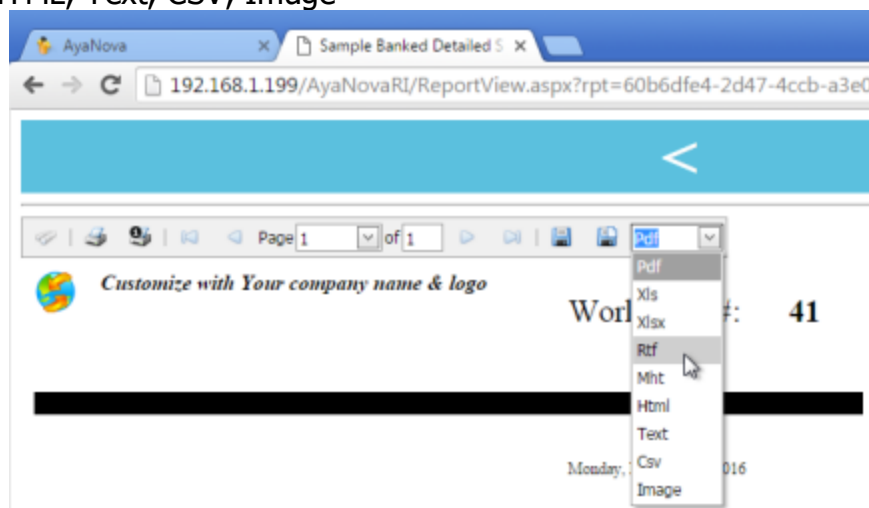 HTML, Text, CSV, Image
AyaNova
Sample Banked Detailed S
192.168.1.199/AyaNovaRI/ReportView.aspx?rpt=60b6dfe4-2d47-4ccb-a3e0
<
Page 1 of 1 Pdf
Customize with Your company name & logo
#: 41
Pdf
Xls
Xlsx
Rtf
Mht
Html
Text
Csv
Image
Monday,
016